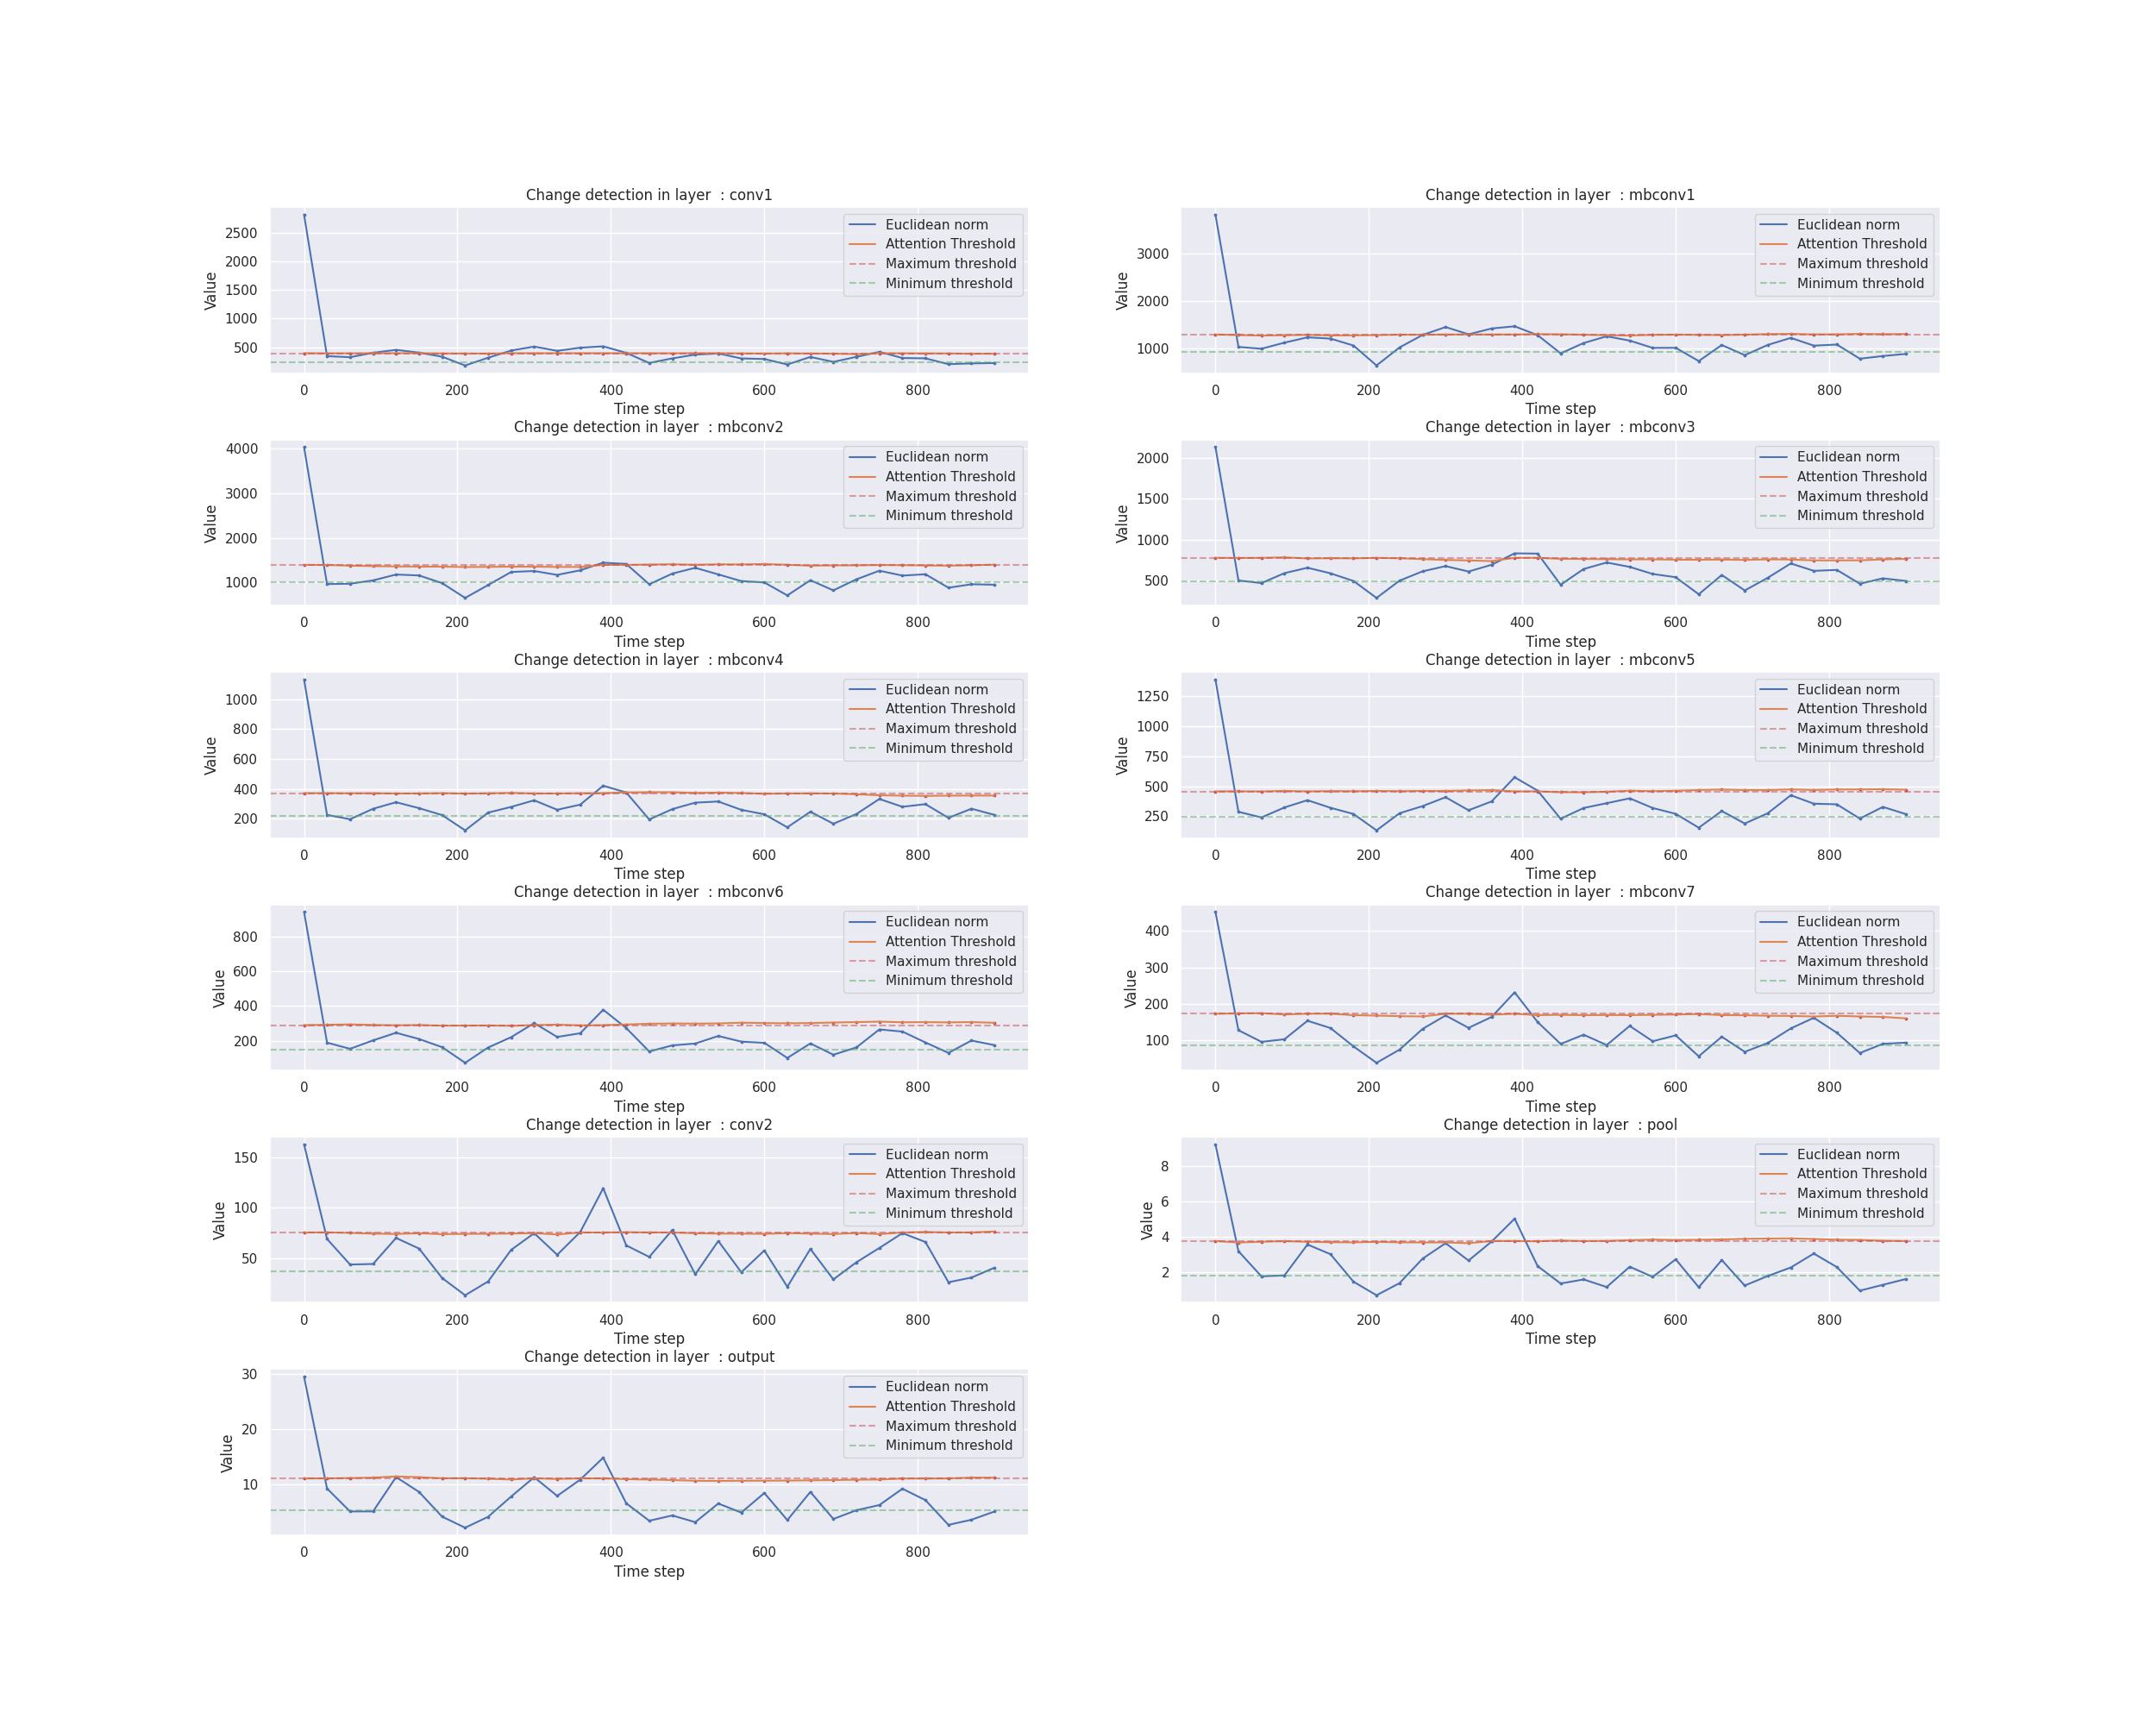 Change detection in layer  : conv1
2500
2000
1500
1000
500
Value
0 200 400 600 800
Time step
Euclidean norm
Attention Threshold
Maximum threshold
Minimum threshold
Change detection in layer  : mbconv1
3000
2000
1000
Value
0 200 400 600 800
Time step
Euclidean norm
Attention Threshold
Maximum threshold
Minimum threshold
Change detection in layer  : mbconv2
4000
3000
2000
1000
Value
0 200 400 600 800
Time step
Euclidean norm
Attention Threshold
Maximum threshold
Minimum threshold
Change detection in layer  : mbconv3
2000
1500
1000
500
Value
0 200 400 600 800
Time step
Euclidean norm
Attention Threshold
Maximum threshold
Minimum threshold
Change detection in layer  : mbconv4
1000
800
600
400
200
Value
0 200 400 600 800
Time step
Euclidean norm
Attention Threshold
Maximum threshold
Minimum threshold
Change detection in layer  : mbconv5
1250
1000
750
500
250
Value
0 200 400 600 800
Time step
Euclidean norm
Attention Threshold
Maximum threshold
Minimum threshold
Change detection in layer  : mbconv6
800
600
400
200
Value
0 200 400 600 800
Time step
Euclidean norm
Attention Threshold
Maximum threshold
Minimum threshold
Change detection in layer  : mbconv7
400
300
200
100
Value
0 200 400 600 800
Time step
Euclidean norm
Attention Threshold
Maximum threshold
Minimum threshold
Change detection in layer  : conv2
150
100
50
Value
0 200 400 600 800
Time step
Euclidean norm
Attention Threshold
Maximum threshold
Minimum threshold
Change detection in layer  : pool
8
6
4
2
Value
0 200 400 600 800
Time step
Euclidean norm
Attention Threshold
Maximum threshold
Minimum threshold
Change detection in layer  : output
30
20
10
Value
0 200 400 600 800
Time step
Euclidean norm
Attention Threshold
Maximum threshold
Minimum threshold